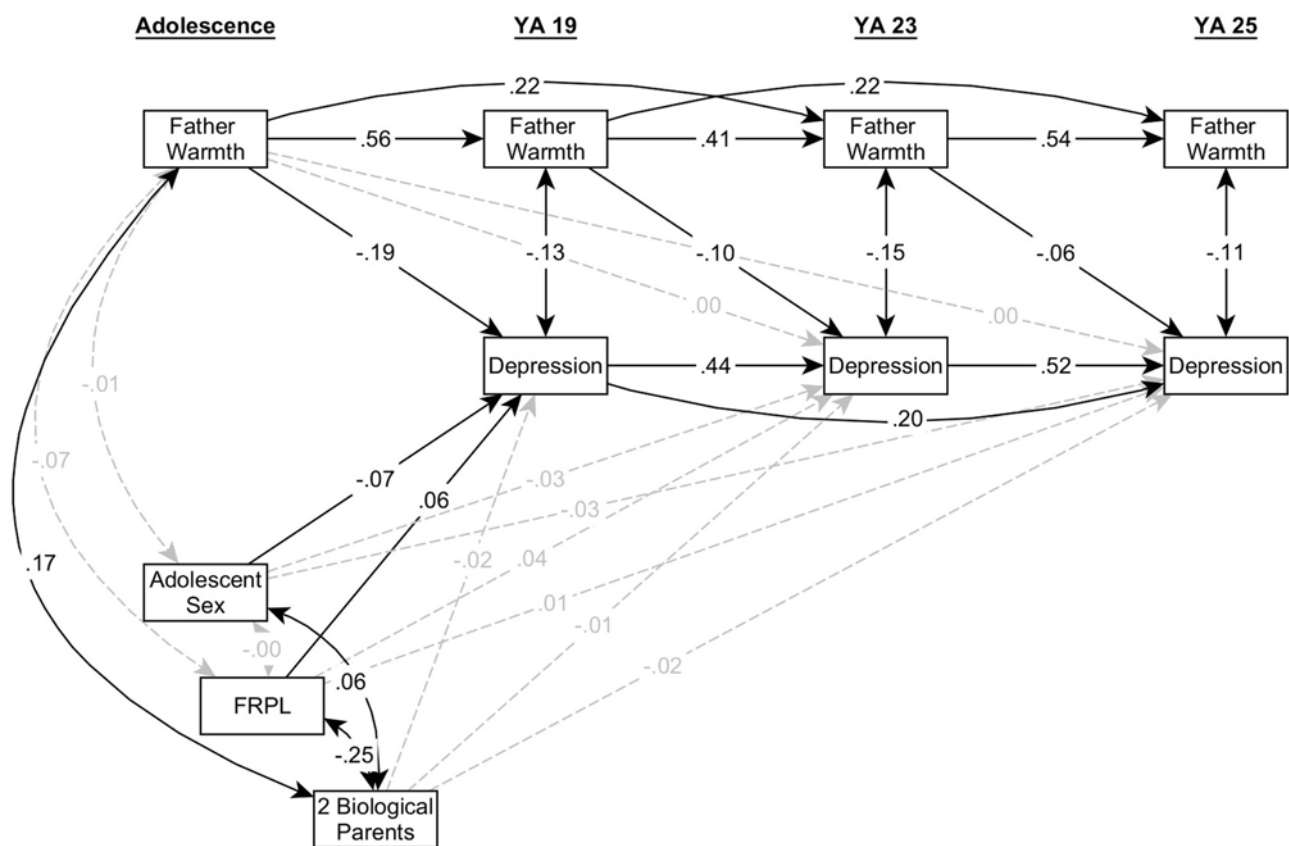 Adolescence YA 19 YA 23 YA 25
.22 .22
Father Father Father Father
Warmth .56 Warmth .41 Warmth .54 Warmth
-.19 -.13 -.10 -.15 -.06 -.11
.00 .00
Depression .44 Depression .52 Depression
-.01
.20
-.07 -.07 .06 -.03 -.03
.17 -.02 .04
Adolescent
Sex
.01
-.01
-.00
-.02
FRPL .06
-.25
2 Biological
Parents